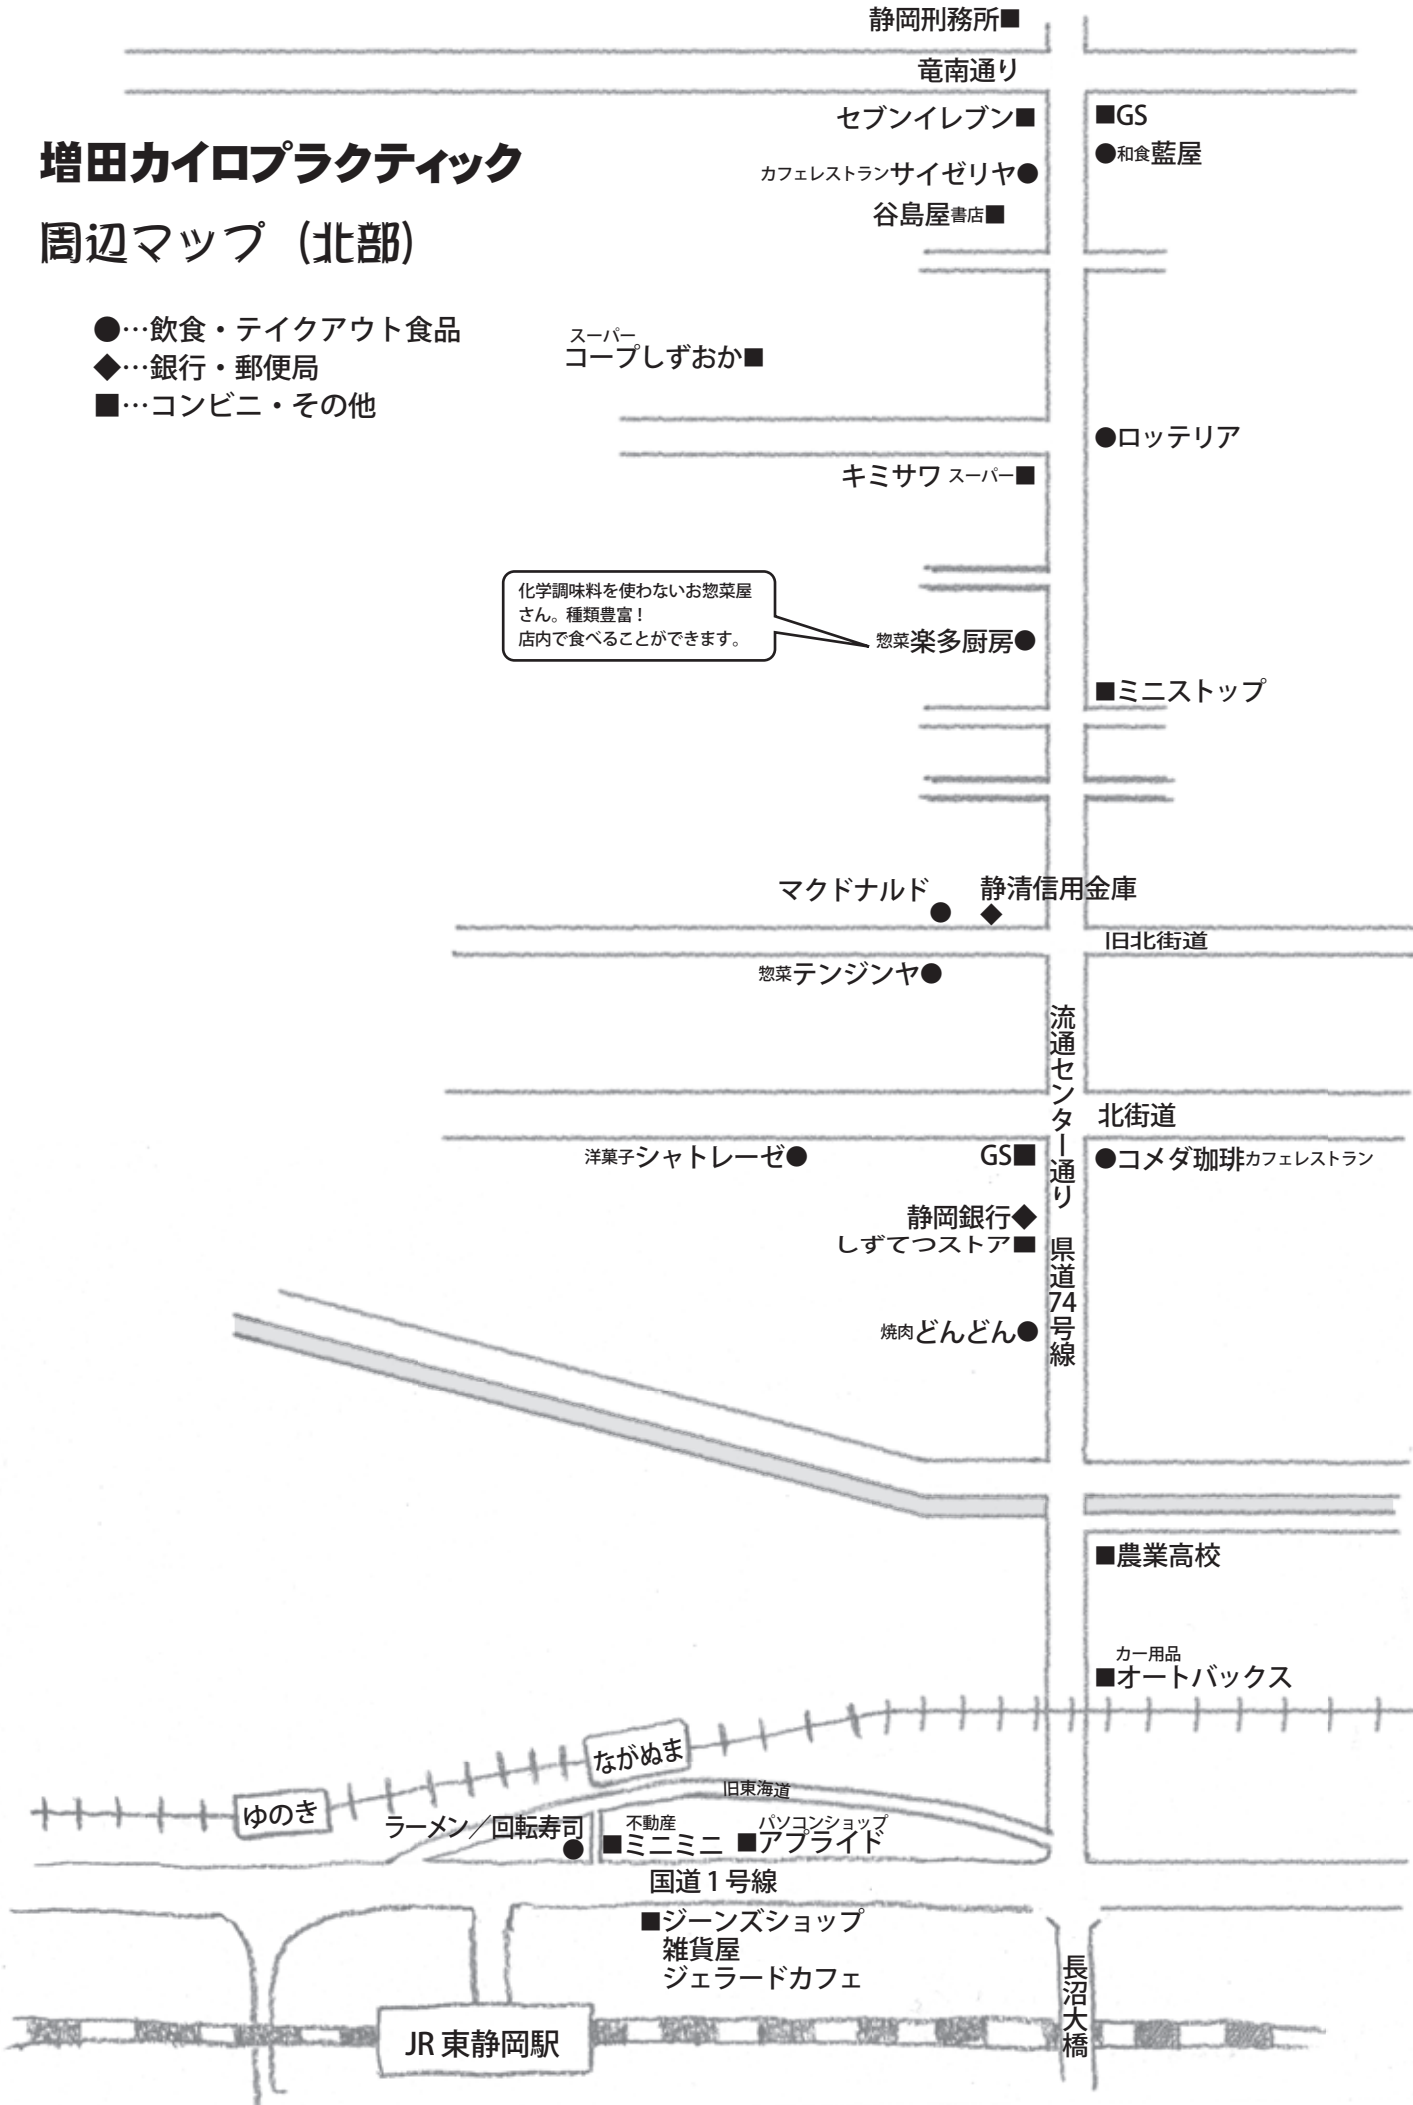 静岡刑務所■
竜南通り
セブンイレブン■
■GS
増田カイロプラクティック
●和食藍屋
カフェレストランサイゼリヤ●
谷島屋書店■
周辺マップ (北部)
●…飲食・テイクアウト食品
◆…銀行・郵便局
■…コンビニ・その他
スーパー
コープしずおか■
●ロッテリア
キミサワ スーパー■
化学調味料を使わないお惣菜屋
さん。種類豊富！
店内で食べることができます。
惣菜楽多厨房●
■ミニストップ
マクドナルド
●
静清信用金庫
◆
旧北街道
惣菜テンジンヤ●
流通センター通り 県道74号線
北街道
洋菓子シャトレーゼ●
GS■
●コメダ珈琲カフェレストラン
静岡銀行◆
しずてつストア■
焼肉どんどん●
■農業高校
カー用品
■オートバックス
ながぬま
ゆのき
旧東海道
ラーメン／回転寿司
●
不動産
■ミニミニ
パソコンショップ
■アプライド
国道１号線
■ジーンズショップ
雑貨屋
ジェラードカフェ
長沼大橋
JR 東静岡駅